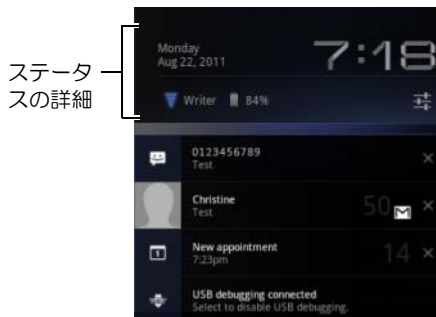 ステータ
スの詳細
Monday
Aug 22, 2011
7:18
Writer 84%
0123456789
Test
Christine
Test
50
New appointment
7:23pm
14
USB debugging connected
Select to disable USB debugging.